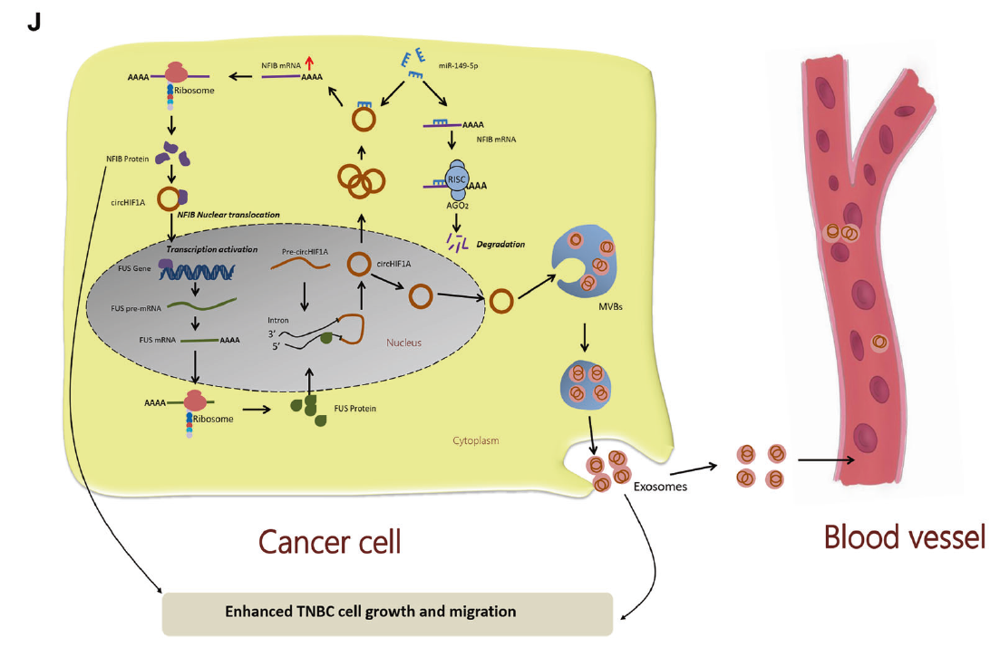 J
NFIB mRNA
miR-149-5p
AAAA
AAAA
Ribosome
AAAA
NFIB mRNA
NFIB Protein
RISC
AAAA
AGO2
circHIF1A
NFIB Nuclear translocation
Degradation
Transcription activation
Pre-circHIF1A
FUS Gene
circHIF1A
FUS pre-mRNA
MVBs
Intron
3'
5'
FUS mRNA
AAAA
Nucleus
AAAA
Ribosome
FUS Protein
Cytoplasm
Exosomes
Cancer cell
Blood vessel
Enhanced TNBC cell growth and migration